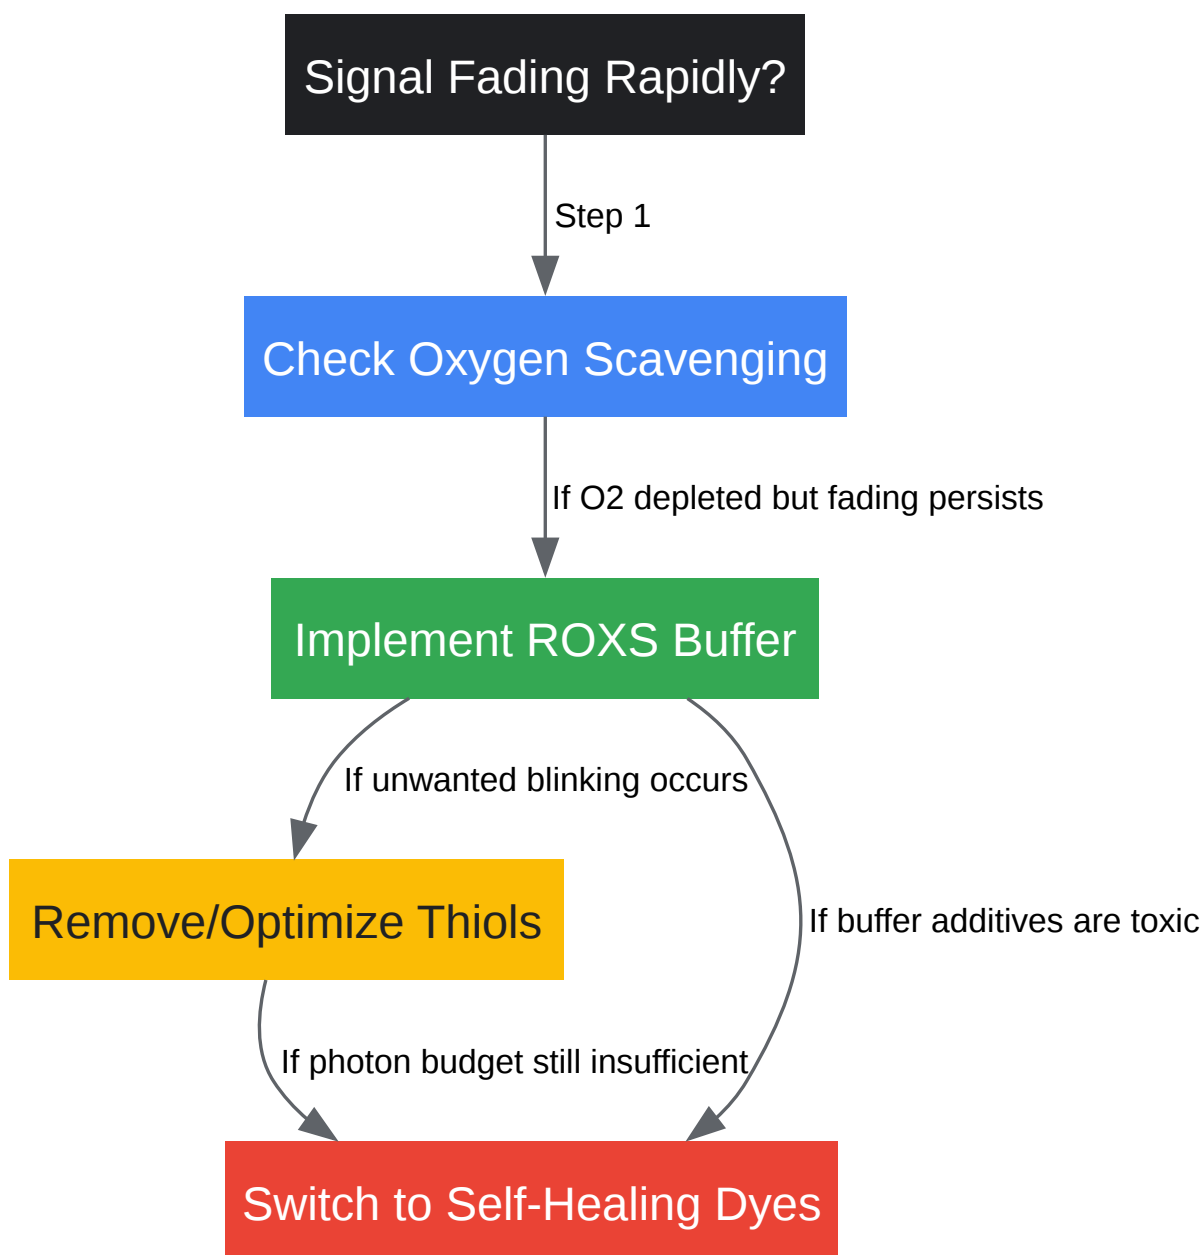 Signal Fading Rapidly?
Step 1
Check Oxygen Scavenging
If O2 depleted but fading persists
Implement ROXS Buffer
If unwanted blinking occurs
Remove/Optimize Thiols
If buffer additives are toxic
If photon budget still insufficient
Switch to Self-Healing Dyes